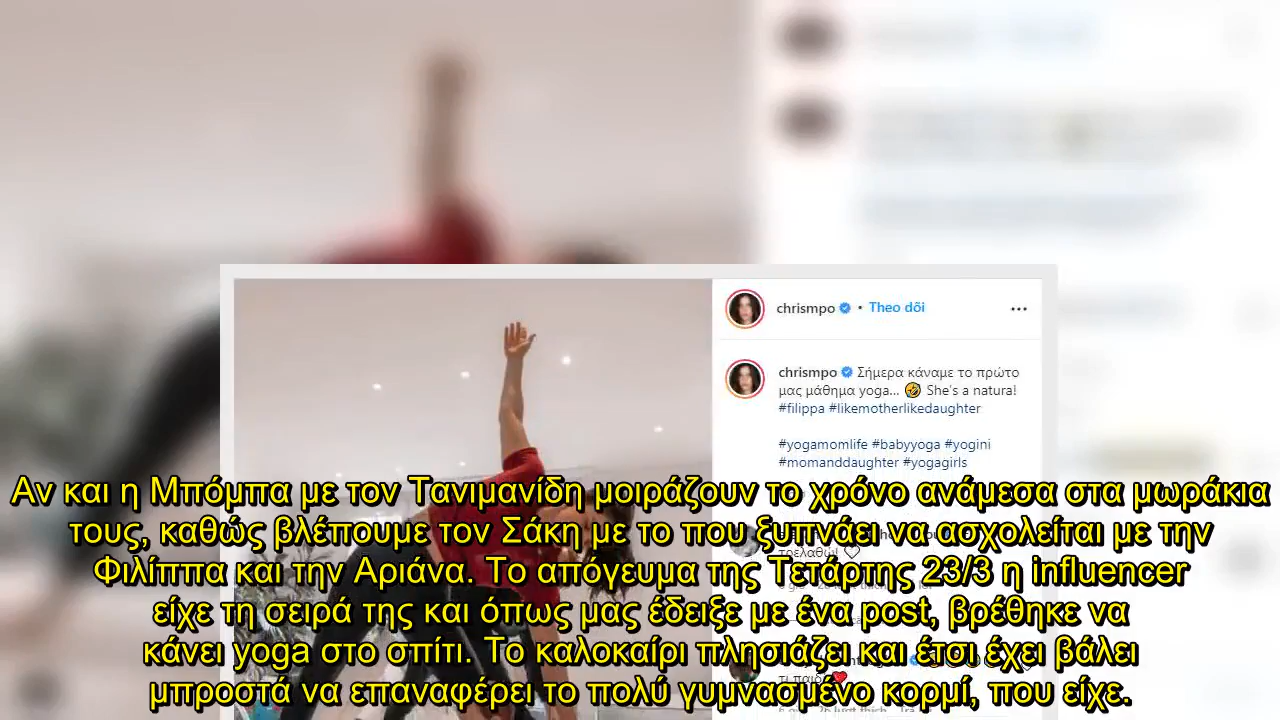 chrismpo • Theo dõi
chrismpo Σήμερα κάναμε το πρώτο
μας μάθημα yoga... 🤣 She's a natural!
#filippa #likemotherlikedaughter
#yogamomlife #babyyoga #yogini
#momanddaughter #yogagirls
Αν και η Μπόμπα με τον Τανιμανίδη μοιράζουν το χρόνο ανάμεσα στα μωράκια
τους, καθώς βλέπουμε τον Σάκη με το που ξυπνάει να ασχολείται με την
τρελαθώ!
Φιλίππα και την Αριάνα. Το απόγευμα της Τετάρτης 23/3 η influencer
είχε τη σειρά της και όπως μας έδειξε με ένα post, βρέθηκε να
κάνει yoga στο σπίτι. Το καλοκαίρι πλησιάζει και έτσι έχει βάλει
μπροστά να επαναφέρει το πολύ γυμνασμένο κορμί, που είχε.